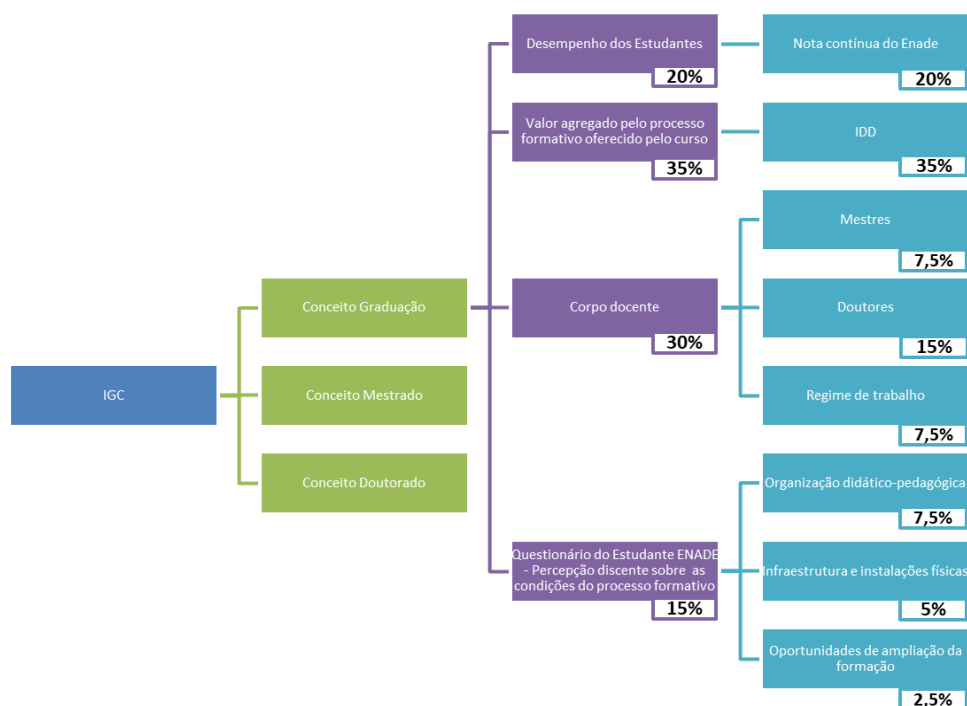 IGC
Conceito Graduação
Conceito Mestrado
Conceito Doutorado
Desempenho dos Estudantes
20%
Valor agregado pelo processo
formativo oferecido pelo curso
35%
Corpo docente
30%
Questionário do Estudante ENADE
- Percepção discente sobre as
condições do processo formativo
15%
Nota contínua do Enade
20%
IDD
35%
Mestres
7,5%
Doutores
15%
Regime de trabalho
7,5%
Organização didático-pedagógica
7,5%
Infraestrutura e instalações físicas
5%
Oportunidades de ampliação da
formação
2,5%